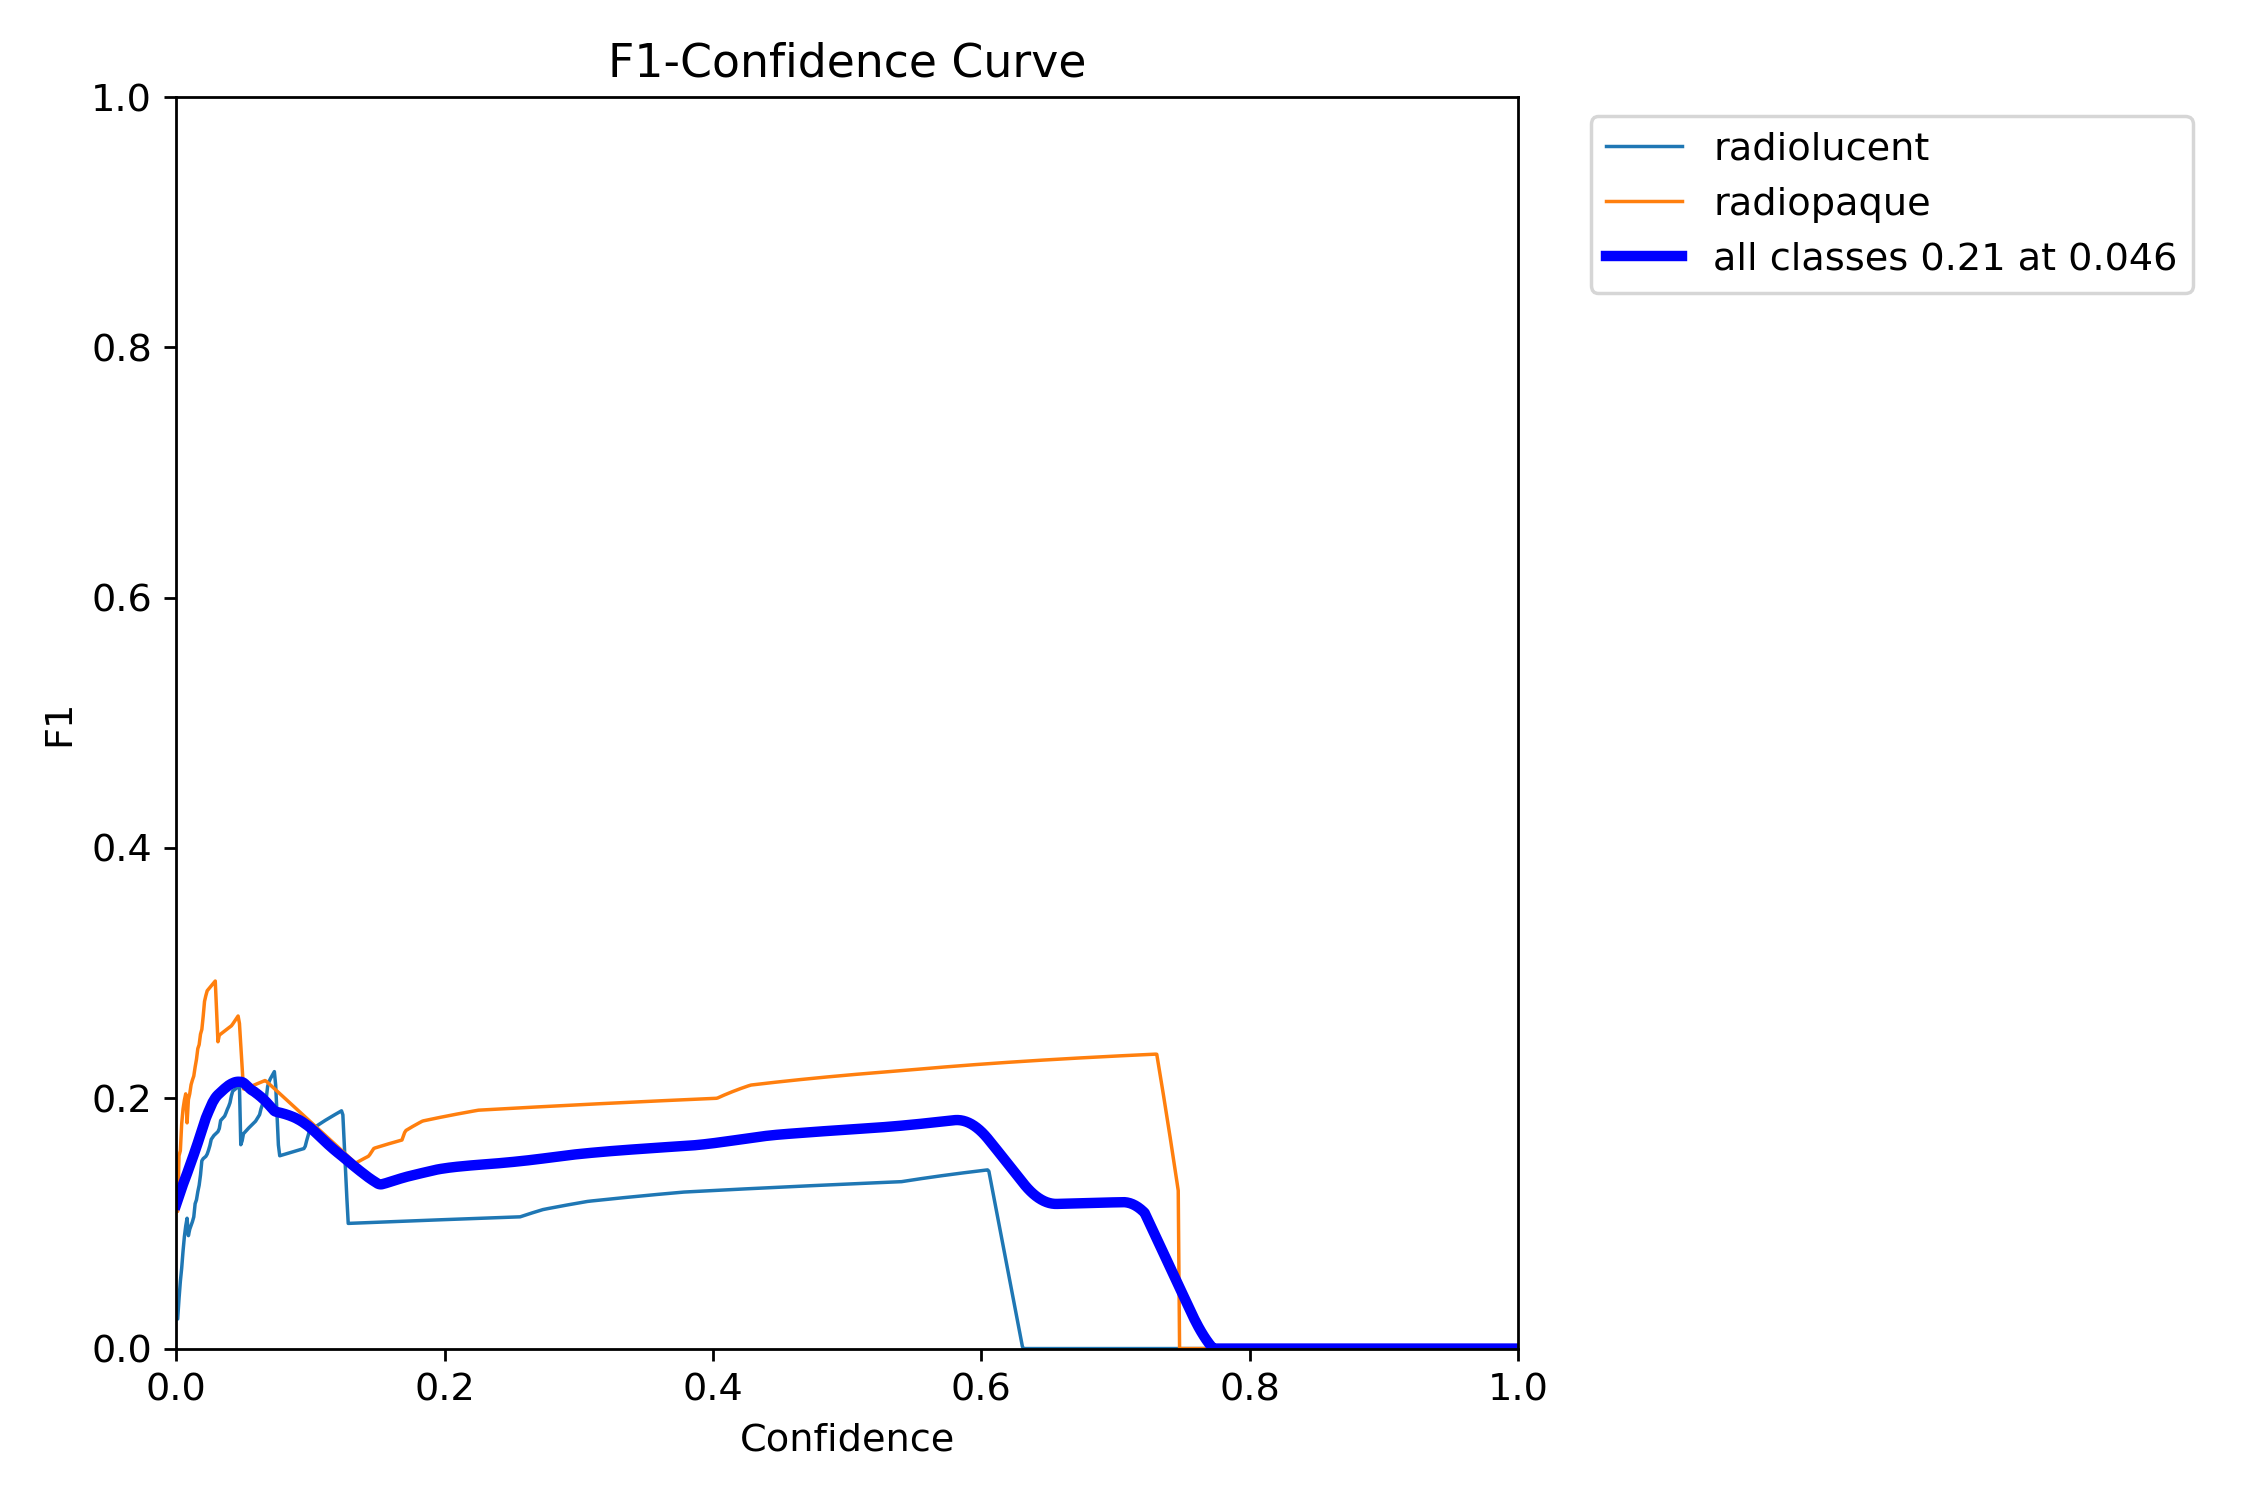 F1-Confidence Curve
1.0
0.8
0.6
0.4
0.2
0.0
F1
0.0 0.2 0.4 0.6 0.8 1.0
Confidence
radiolucent
radiopaque
all classes 0.21 at 0.046